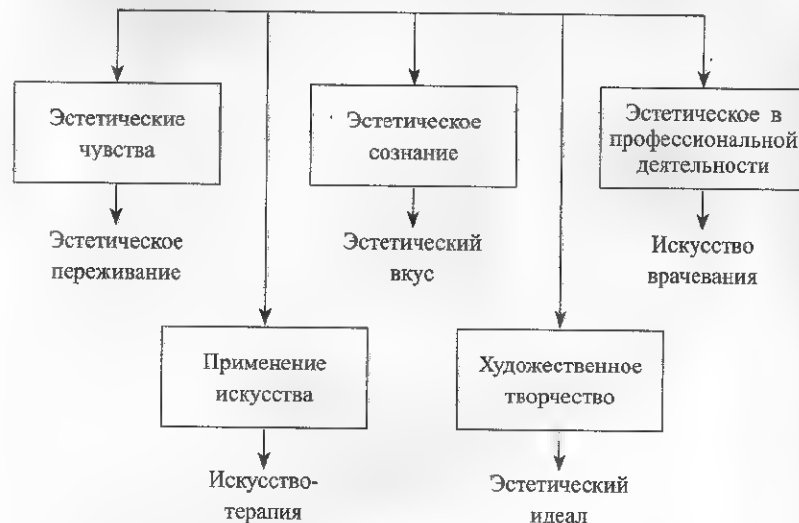 Эстетические
чувства
Эстетическое
сознание
Эстетическое в
профессиональной
деятельности
Эстетическое
переживание
Эстетический
вкус
Искусство
врачевания
Применение
искусства
Художественное
творчество
Искусство-
терапия
Эстетический
идеал